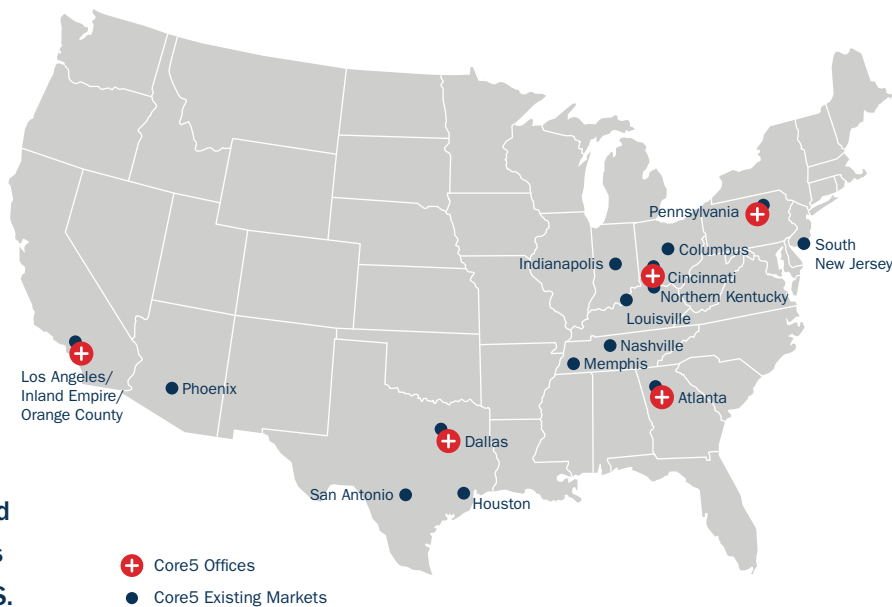 Pennsylvania
Columbus
South
New Jersey
Indianapolis
Cincinnati
Northern Kentucky
Louisville
Nashville
Memphis
Los Angeles/
Inland Empire/
Orange County
Phoenix
Atlanta
Dallas
San Antonio
Houston
Core5 Offices
Core5 Existing Markets